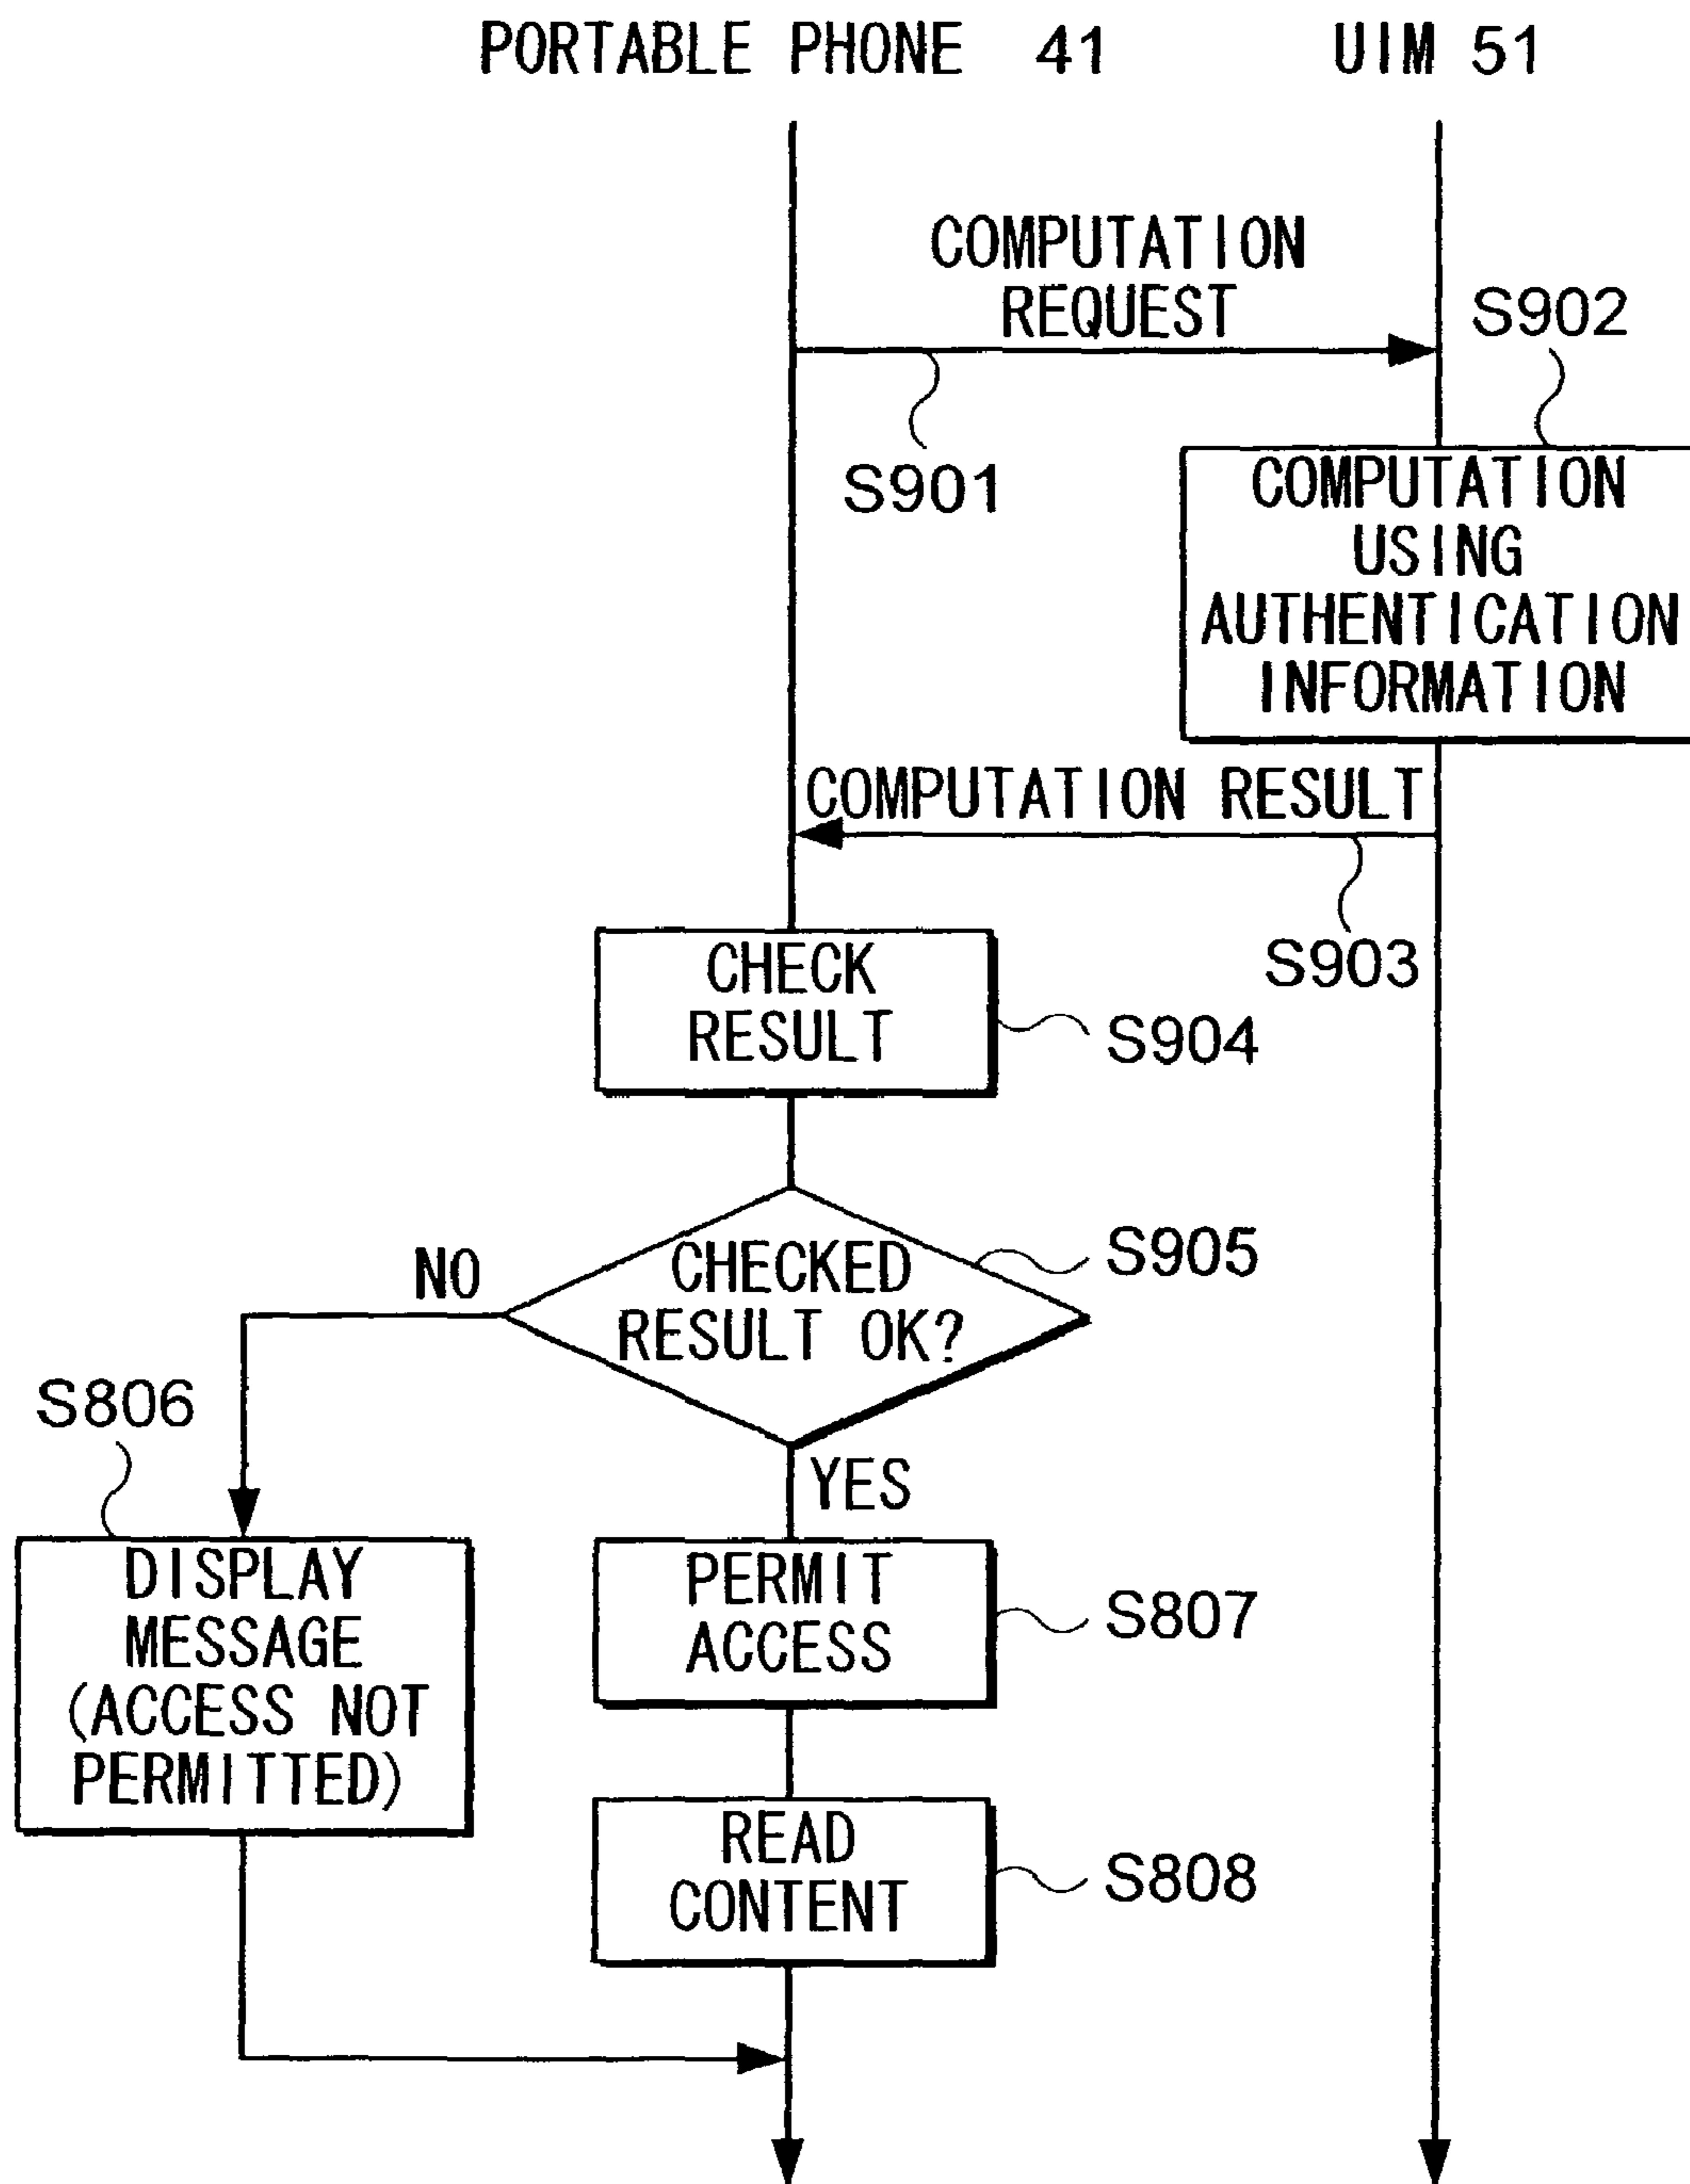 PORTABLE PHONE 41 UIM 51
COMPUTATION
REQUEST
S902
S901
COMPUTATION
USING
AUTHENTICATION
INFORMATION
COMPUTATION RESULT
S903
CHECK
RESULT
S904
NO
CHECKED
RESULT OK?
S905
S806
YES
DISPLAY
MESSAGE
(ACCESS NOT
PERMITTED)
PERMIT
ACCESS
S807
READ
CONTENT
S808